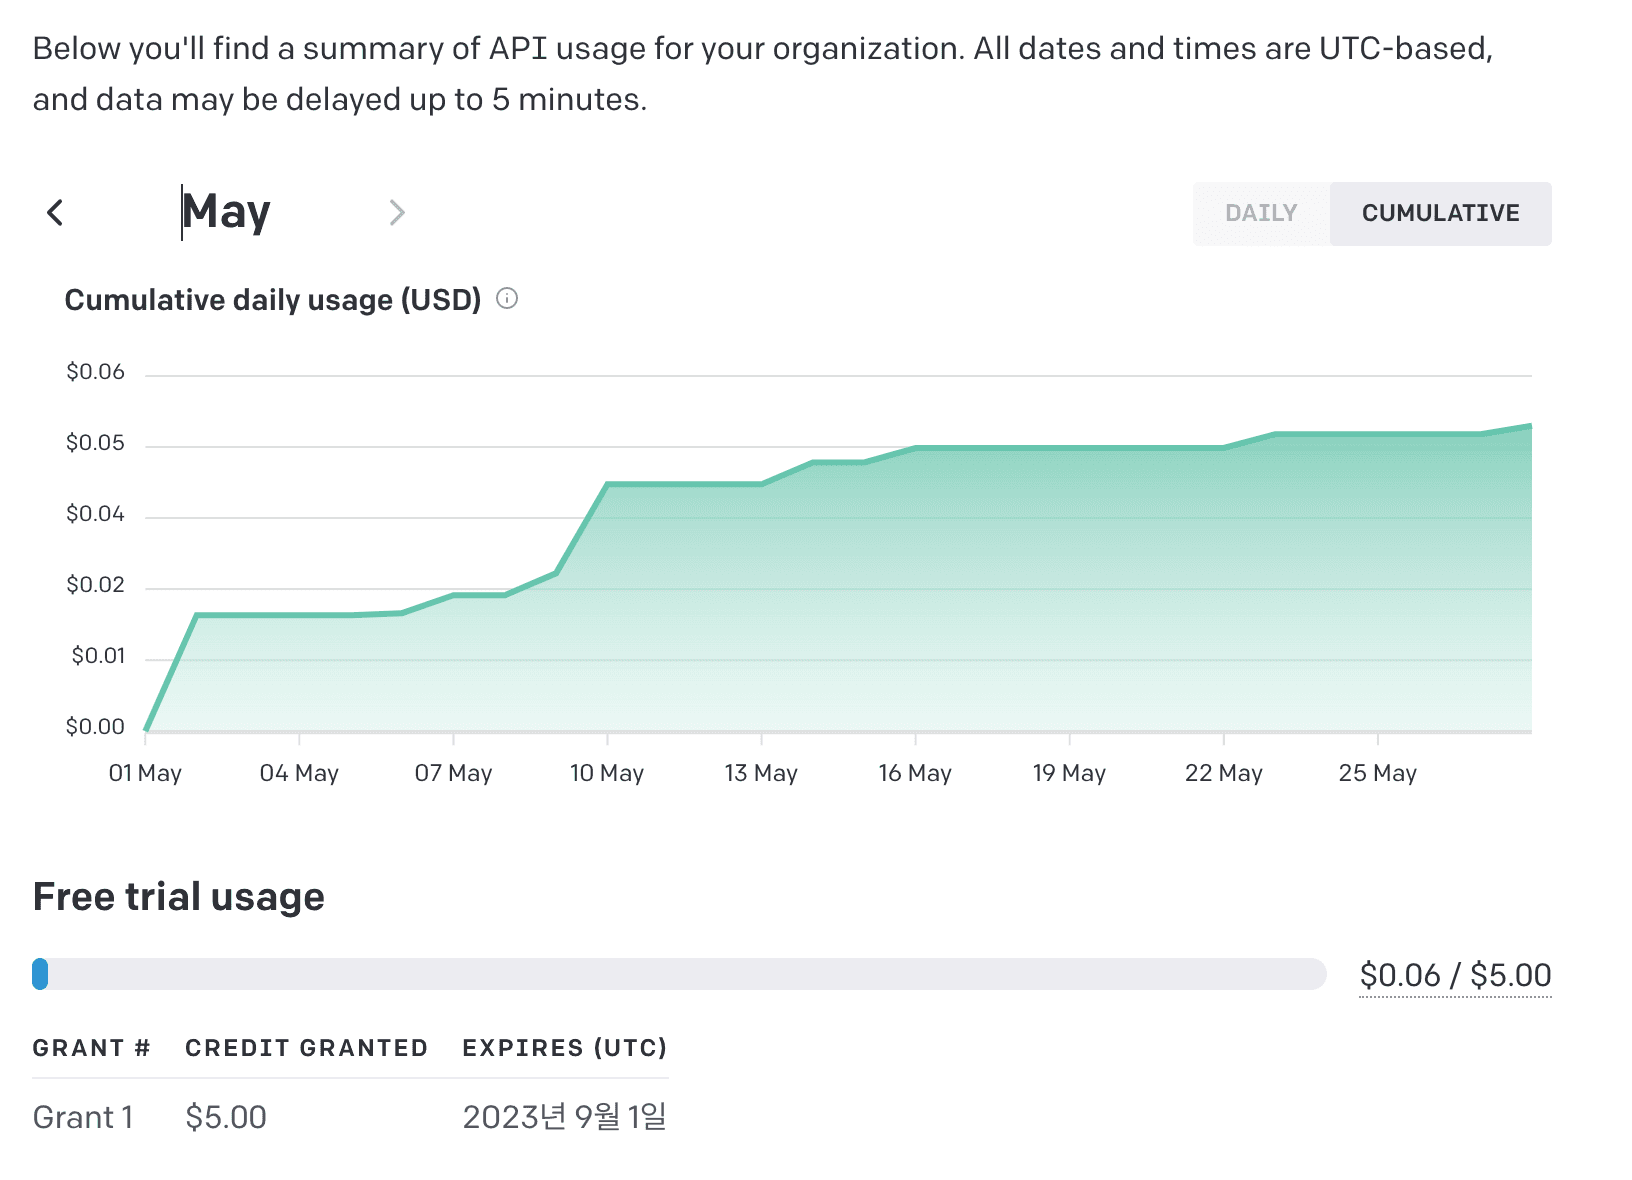 Below you'll find a summary of API usage for your organization. All dates and times are UTC-based,
and data may be delayed up to 5 minutes.
May
DAILY CUMULATIVE
Cumulative daily usage (USD)
$0.06
$0.05
$0.04
$0.02
$0.01
$0.00
01 May 04 May 07 May 10 May 13 May 16 May 19 May 22 May 25 May
Free trial usage
$0.06 / $5.00
GRANT # CREDIT GRANTED EXPIRES (UTC)
Grant 1 $5.00 2023년 9월 1일